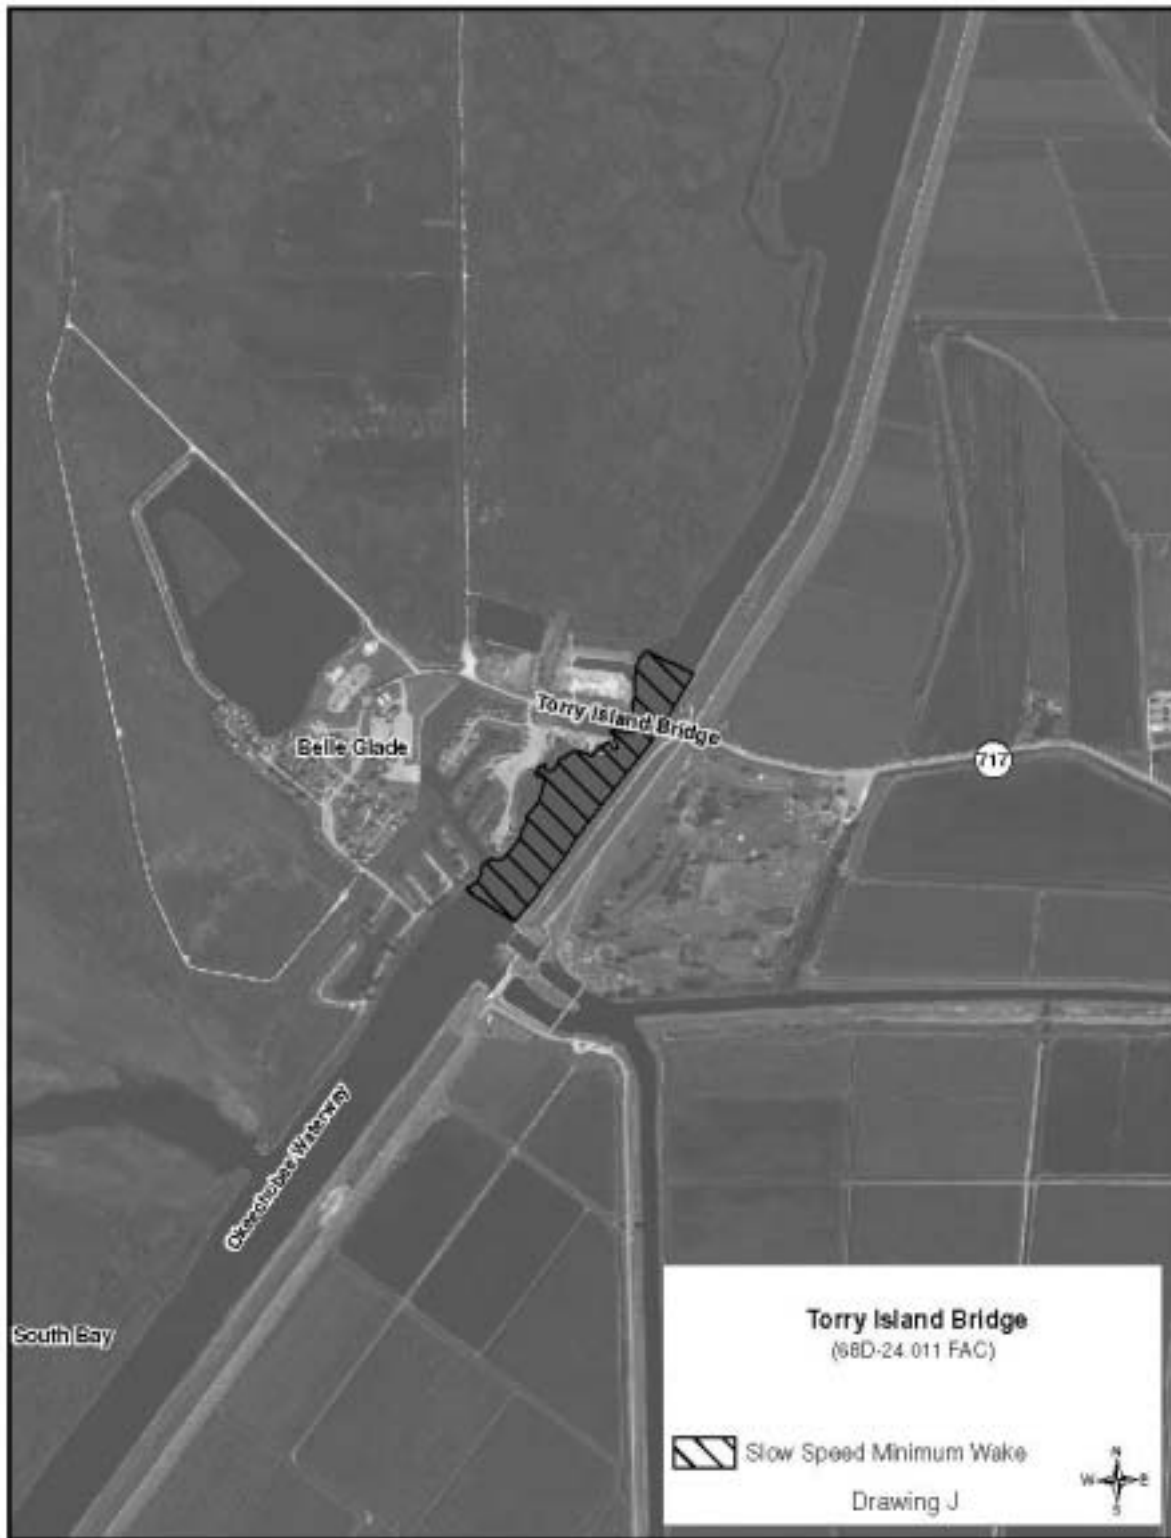 Torry Island Bridge
Belle Glade
717
Okeechobee Waterway
South Bay
Torry Island Bridge
(68D-24.011 FAC)
Slow Speed Minimum Wake
N
W E
S
Drawing J